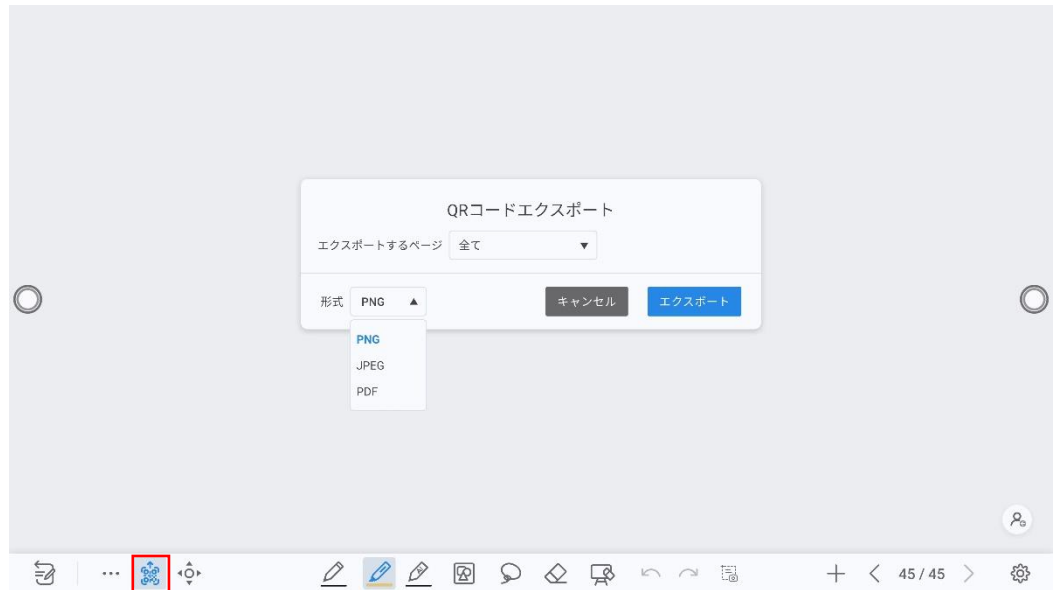 QRコードエクスポート
エクスポートするページ 全て
形式 PNG キャンセル エクスポート
PNG
JPEG
PDF
45 / 45